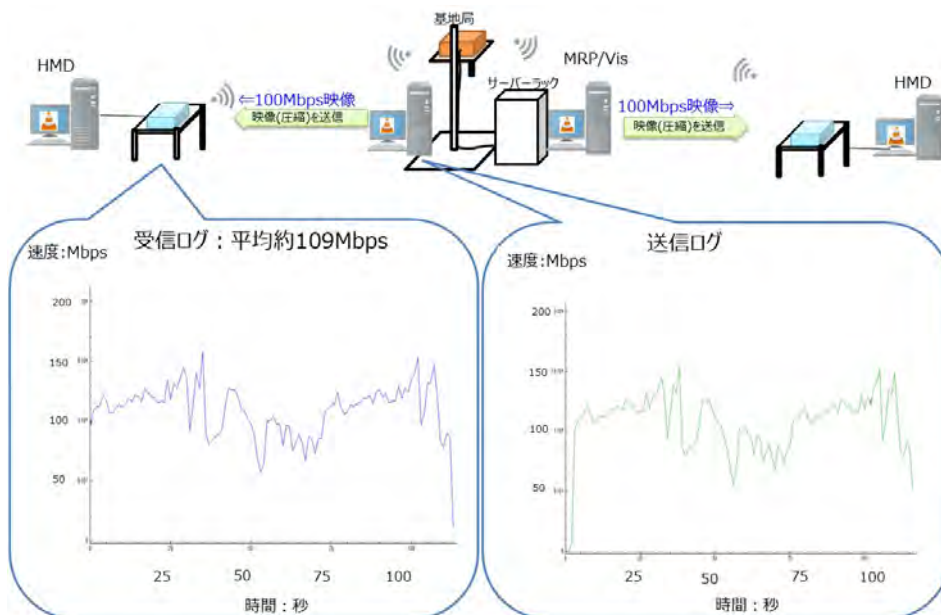 基地局
HMD
MRP/Vis
サーバーラック
HMD
⇐100Mbps映像
映像(圧縮)を送信
100Mbps映像⇒
映像(圧縮)を送信
受信ログ：平均約109Mbps
速度:Mbps
200
150
100
50
25
50
75
100
時間：秒
送信ログ
速度:Mbps
200
150
100
50
25
50
75
100
時間：秒